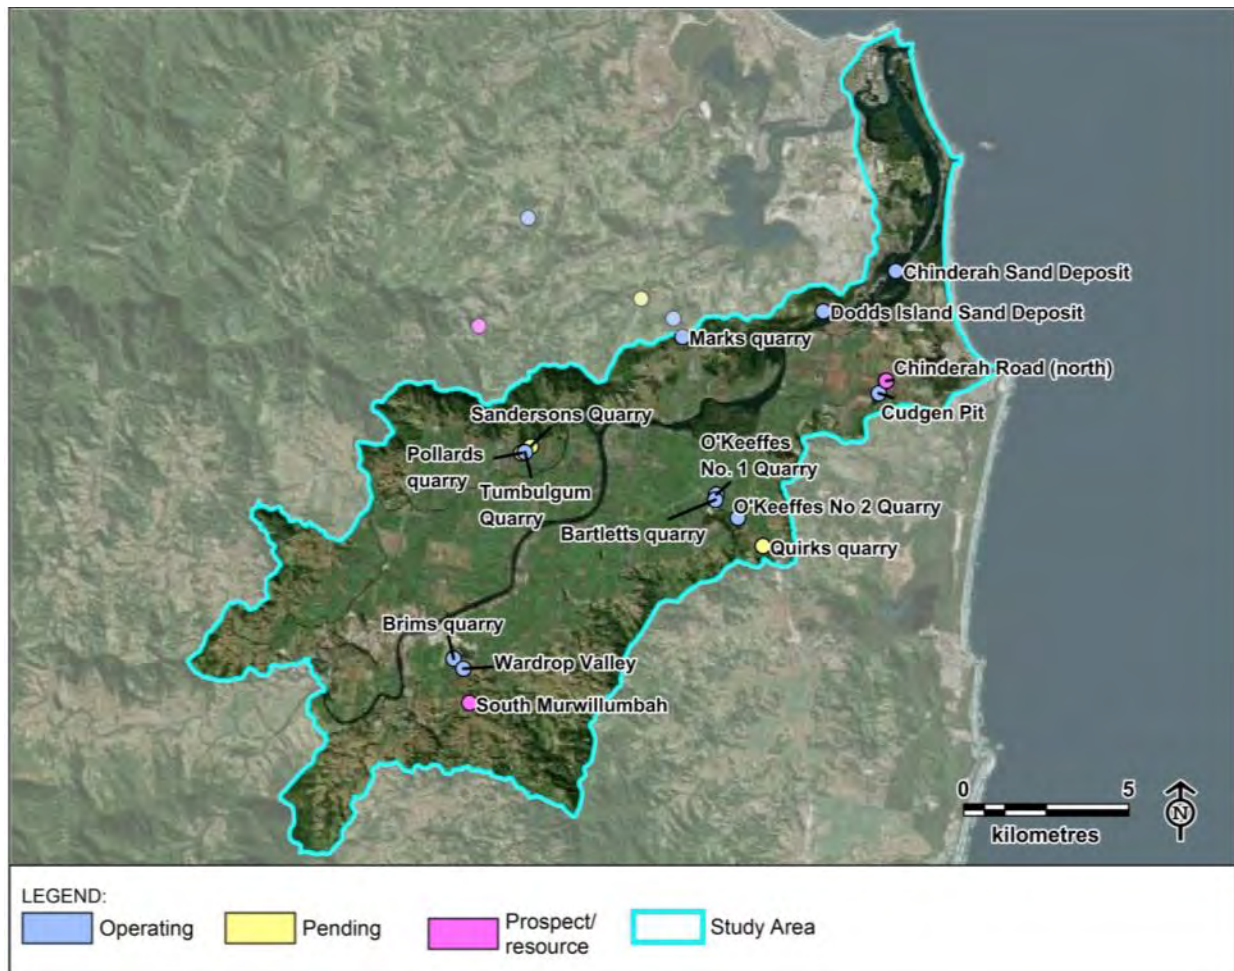 Chinderah Sand Deposit
Dodds Island Sand Deposit
Marks quarry
Chinderah Road (north)
Cudgen Pit
Sandersons Quarry
Pollards
quarry
Tumbulgum
Quarry
O'Keeffes
No. 1 Quarry
O'Keeffes No 2 Quarry
Bartletts quarry
Quirks quarry
Brims quarry
Wardrop Valley
South Murwillumbah
0 5
kilometres
N
LEGEND:
Operating
Pending
Prospect/
resource
Study Area